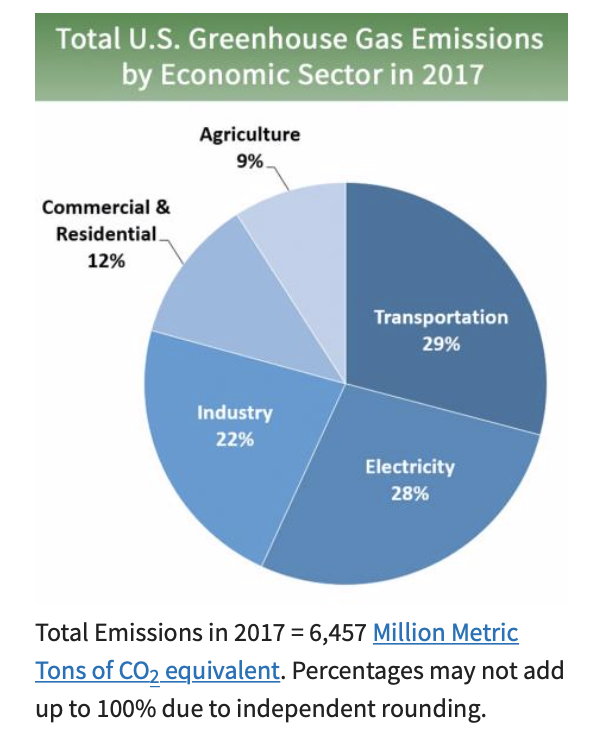 Total U.S. Greenhouse Gas Emissions
by Economic Sector in 2017
Agriculture
9%
Commercial &
Residential
12%
Transportation
29%
Industry
22%
Electricity
28%
Total Emissions in 2017 = 6,457 Million Metric
Tons of CO₂ equivalent. Percentages may not add
up to 100% due to independent rounding.